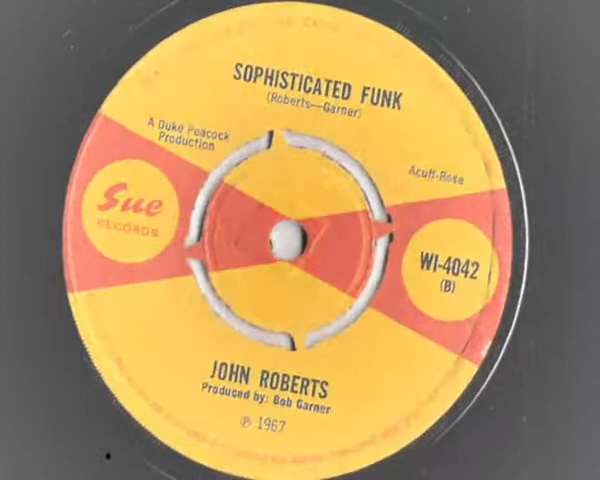 SOPHISTICATED FUNK
(Roberts—Garner)
A Duke Peacock
Production
Acuff-Rose
Sue
RECORDS
WI-4042
(B)
JOHN ROBERTS
Produced by: Bob Garner
℗ 1967